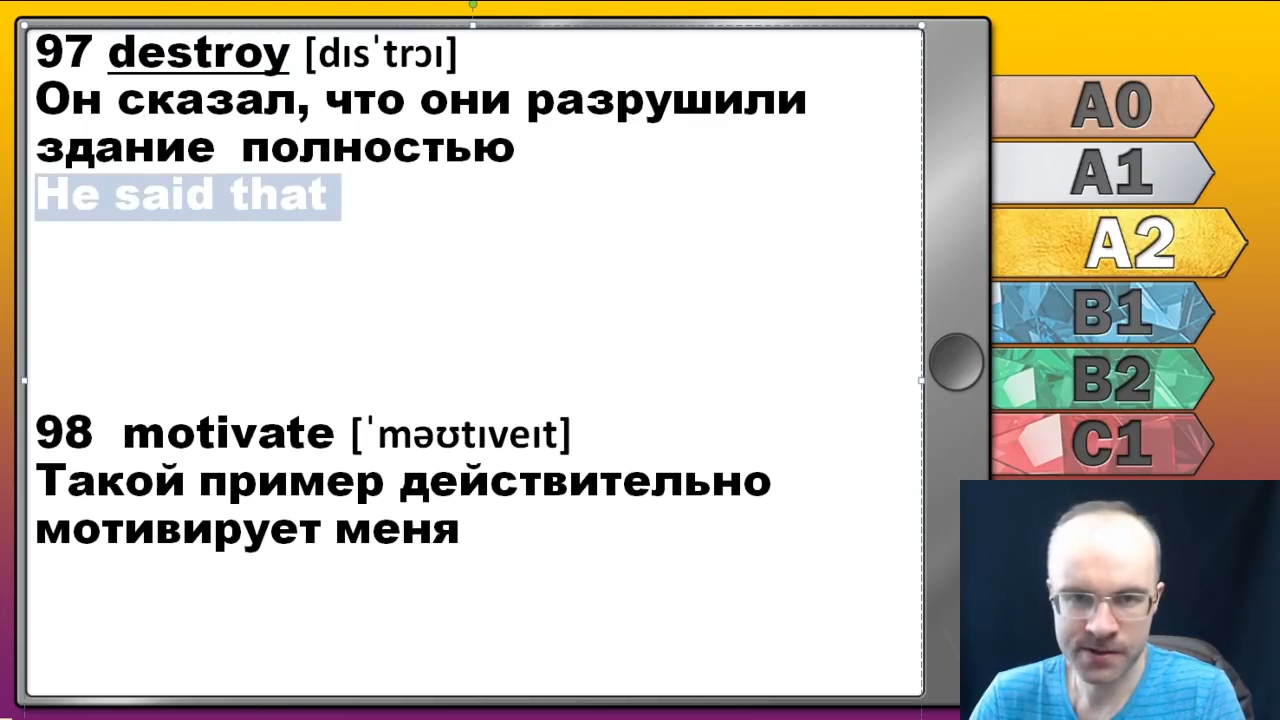 97 destroy [dɪsˈtrɔɪ]
Он сказал, что они разрушили
здание полностью
He said that
98 motivate [ˈməʊtɪveɪt]
Такой пример действительно
мотивирует меня
A0
A1
A2
B1
B2
C1